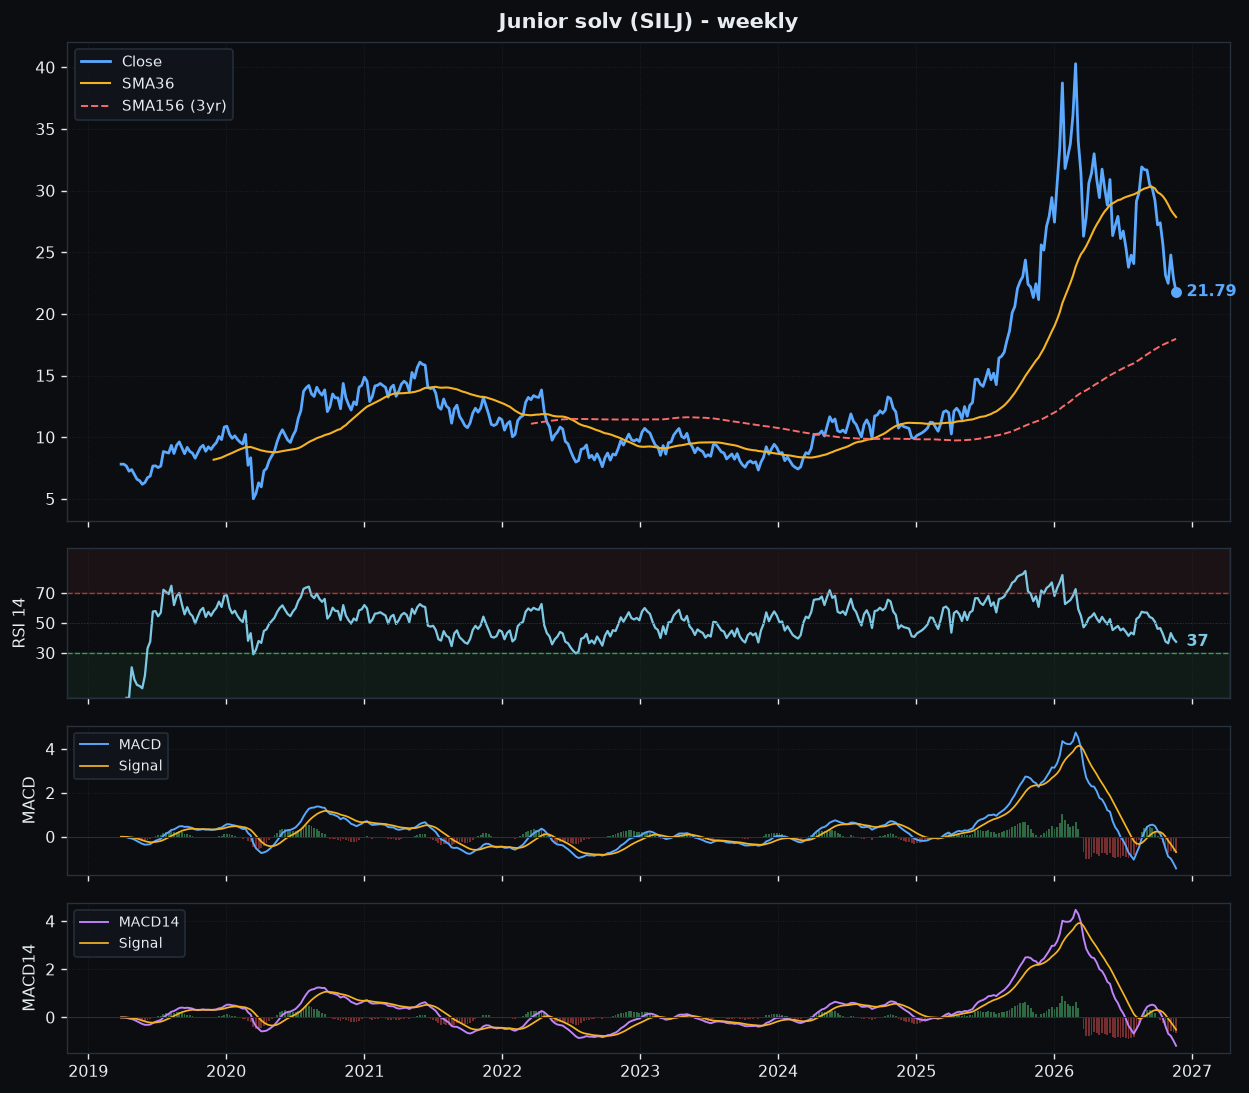 Junior solv (SILJ) - weekly
Close
SMA36
SMA156 (3yr)
40
35
30
25
20
15
10
5
21.79
RSI 14
70
50
30
37
MACD
MACD
Signal
4
2
0
MACD14
MACD14
Signal
4
2
0
2019 2020 2021 2022 2023 2024 2025 2026 2027